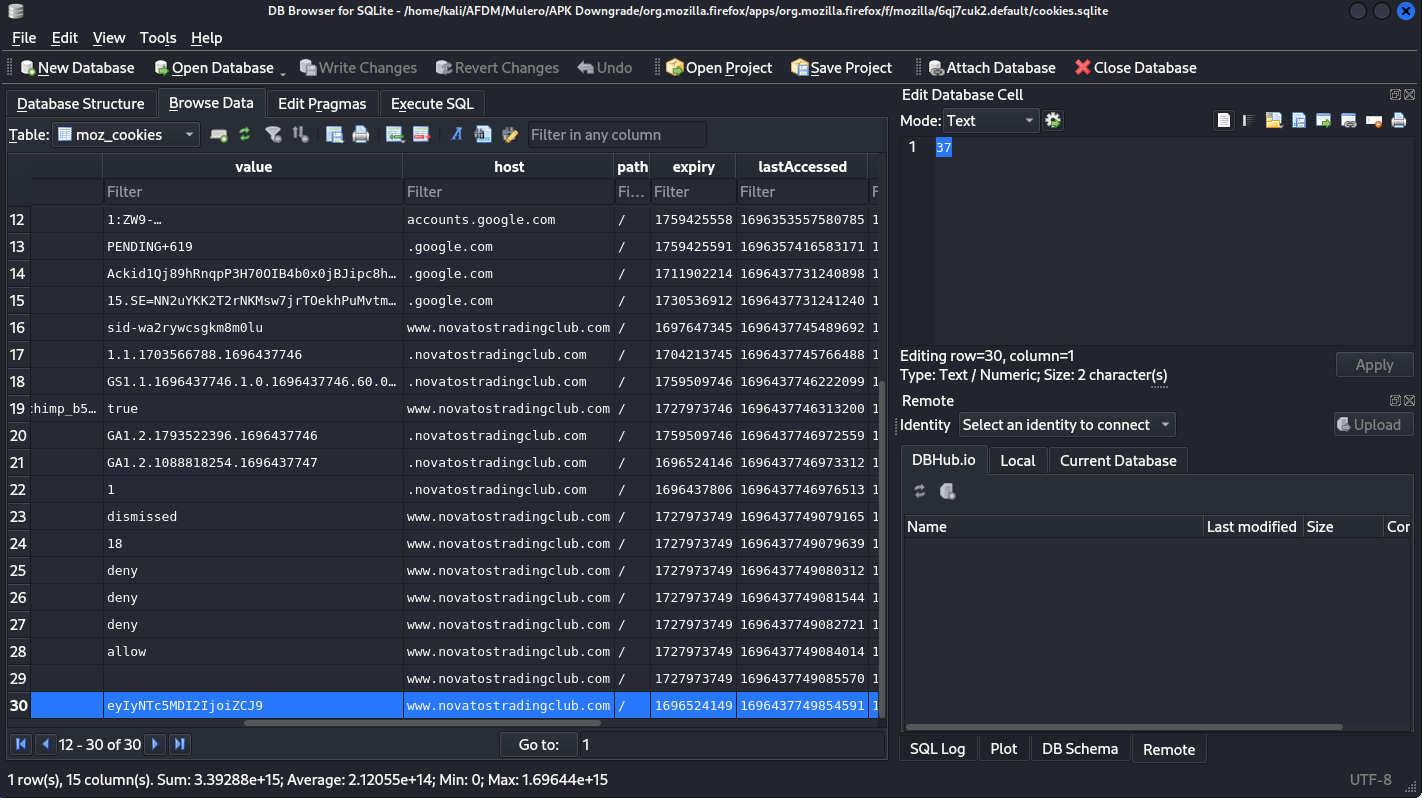 DB Browser for SQLite - /home/kali/AFDM/Mulero/APK Downgrade/org.mozilla.firefox/apps/org.mozilla.firefox/f/mozilla/6qj7cuk2.default/cookies.sqlite
File Edit View Tools Help
New Database Open Database Write Changes Revert Changes Undo Open Project Save Project Attach Database Close Database
Database Structure Browse Data Edit Pragmas Execute SQL
Table: moz_cookies Filter in any column
value host path expiry lastAccessed
Filter Filter Fi... Filter Filter F
12 1:ZW9-… accounts.google.com / 1759425558 1696353557580785 1
13 PENDING+619 .google.com / 1759425591 1696357416583171 1
14 Ackid1Qj89hRnqpP3H70OIB4b0x0jBJipc8h… .google.com / 1711902214 1696437731240898 1
15 15.SE=NN2uYKK2T2rNKMsw7jrTOekhPuMvtm… .google.com / 1730536912 1696437731241240 1
16 sid-wa2rywcsgkm8m0lu www.novatostradingclub.com / 1697647345 1696437745489692 1
17 1.1.1703566788.1696437746 .novatostradingclub.com / 1704213745 1696437745766488 1
18 GS1.1.1696437746.1.0.1696437746.60.0… .novatostradingclub.com / 1759509746 1696437746222099 1
19 :himp_b5… true www.novatostradingclub.com / 1727973746 1696437746313200 1
20 GA1.2.1793522396.1696437746 .novatostradingclub.com / 1759509746 1696437746972559 1
21 GA1.2.1088818254.1696437747 .novatostradingclub.com / 1696524146 1696437746973312 1
22 1 .novatostradingclub.com / 1696437806 1696437746976513 1
23 dismissed www.novatostradingclub.com / 1727973749 1696437749079165 1
24 18 www.novatostradingclub.com / 1727973749 1696437749079639 1
25 deny www.novatostradingclub.com / 1727973749 1696437749080312 1
26 deny www.novatostradingclub.com / 1727973749 1696437749081544 1
27 deny www.novatostradingclub.com / 1727973749 1696437749082721 1
28 allow www.novatostradingclub.com / 1727973749 1696437749084014 1
29 www.novatostradingclub.com / 1727973749 1696437749085570 1
30 eyIyNTc5MDI2IjoiZCJ9 www.novatostradingclub.com / 1696524149 1696437749854591 1
12 - 30 of 30 Go to: 1
Edit Database Cell
Mode: Text
1 37
Editing row=30, column=1
Type: Text / Numeric; Size: 2 character(s)
Apply
Remote
Identity Select an identity to connect Upload
DBHub.io Local Current Database
Name Last modified Size Cor
SQL Log Plot DB Schema Remote
1 row(s), 15 column(s). Sum: 3.39288e+15; Average: 2.12055e+14; Min: 0; Max: 1.69644e+15
UTF-8